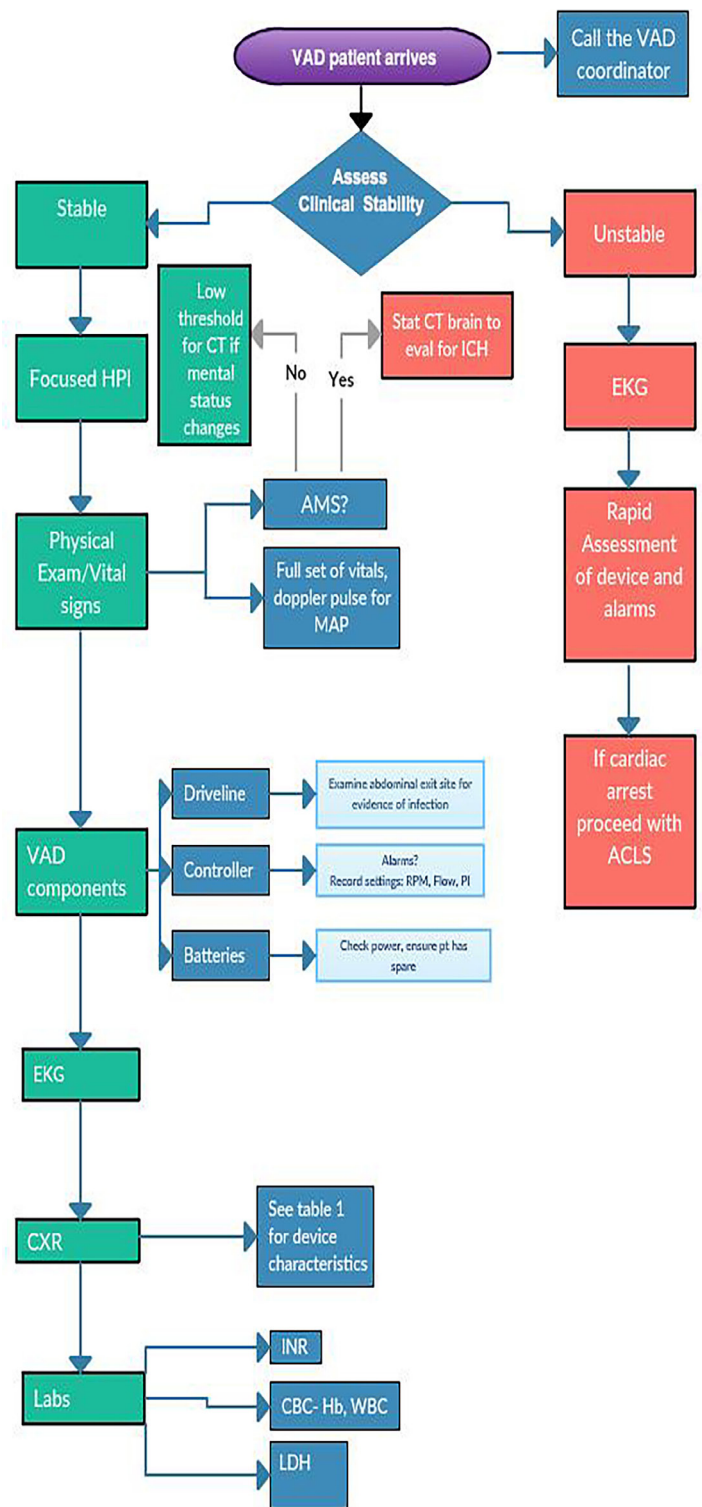 VAD patient arrives
Call the VAD
coordinator
Assess
Clinical Stability
Stable
Unstable
Low
threshold
for CT if
mental
status
changes
No
Yes
Stat CT brain to
eval for ICH
Focused HPI
EKG
AMS?
Physical
Exam/Vital
signs
Full set of vitals,
doppler pulse for
MAP
Rapid
Assessment
of device and
alarms
If cardiac
arrest
proceed with
ACLS
VAD
components
Driveline
Examine abdominal exit site for
evidence of infection
Controller
Alarms?
Record settings: RPM, Flow, PI
Batteries
Check power, ensure pt has
spare
EKG
CXR
See table 1
for device
characteristics
Labs
INR
CBC- Hb, WBC
LDH